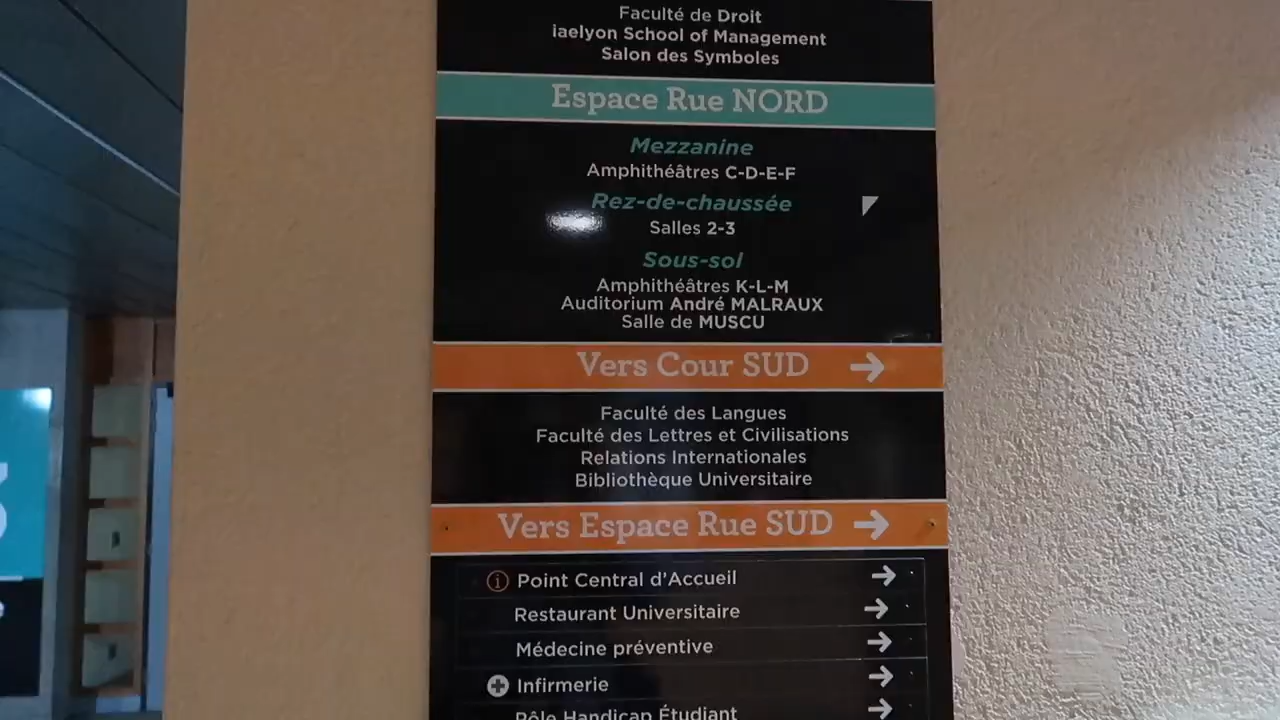 Faculté de Droit
iaelyon School of Management
Salon des Symboles
Espace Rue NORD
Mezzanine
Amphithéâtres C-D-E-F
Rez-de-chaussée
Salles 2-3
Sous-sol
Amphithéâtres K-L-M
Auditorium André MALRAUX
Salle de MUSCU
Vers Cour SUD
Faculté des Langues
Faculté des Lettres et Civilisations
Relations Internationales
Bibliothèque Universitaire
Vers Espace Rue SUD
Point Central d'Accueil
Restaurant Universitaire
Médecine préventive
Infirmerie
Pôle Handicap Étudiant